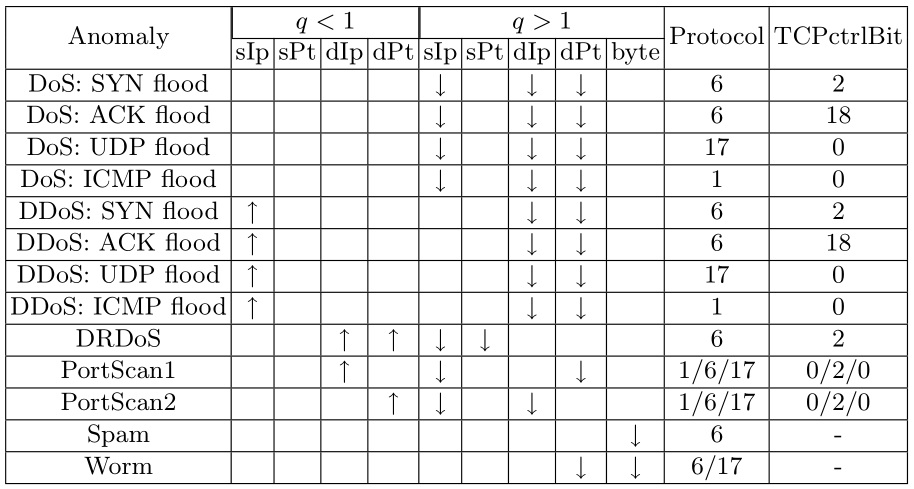 Anomaly q < 1 q > 1 Protocol TCPctrlBit
sIp sPt dIp dPt sIp sPt dIp dPt byte
DoS: SYN flood ↓ ↓ ↓ 6 2
DoS: ACK flood ↓ ↓ ↓ 6 18
DoS: UDP flood ↓ ↓ ↓ 17 0
DoS: ICMP flood ↓ ↓ ↓ 1 0
DDoS: SYN flood ↑ ↓ ↓ 6 2
DDoS: ACK flood ↑ ↓ ↓ 6 18
DDoS: UDP flood ↑ ↓ ↓ 17 0
DDoS: ICMP flood ↑ ↓ ↓ 1 0
DRDoS ↑ ↑ ↓ ↓ 6 2
PortScan1 ↑ ↓ ↓ 1/6/17 0/2/0
PortScan2 ↑ ↓ ↓ 1/6/17 0/2/0
Spam ↓ 6 -
Worm ↓ ↓ 6/17 -